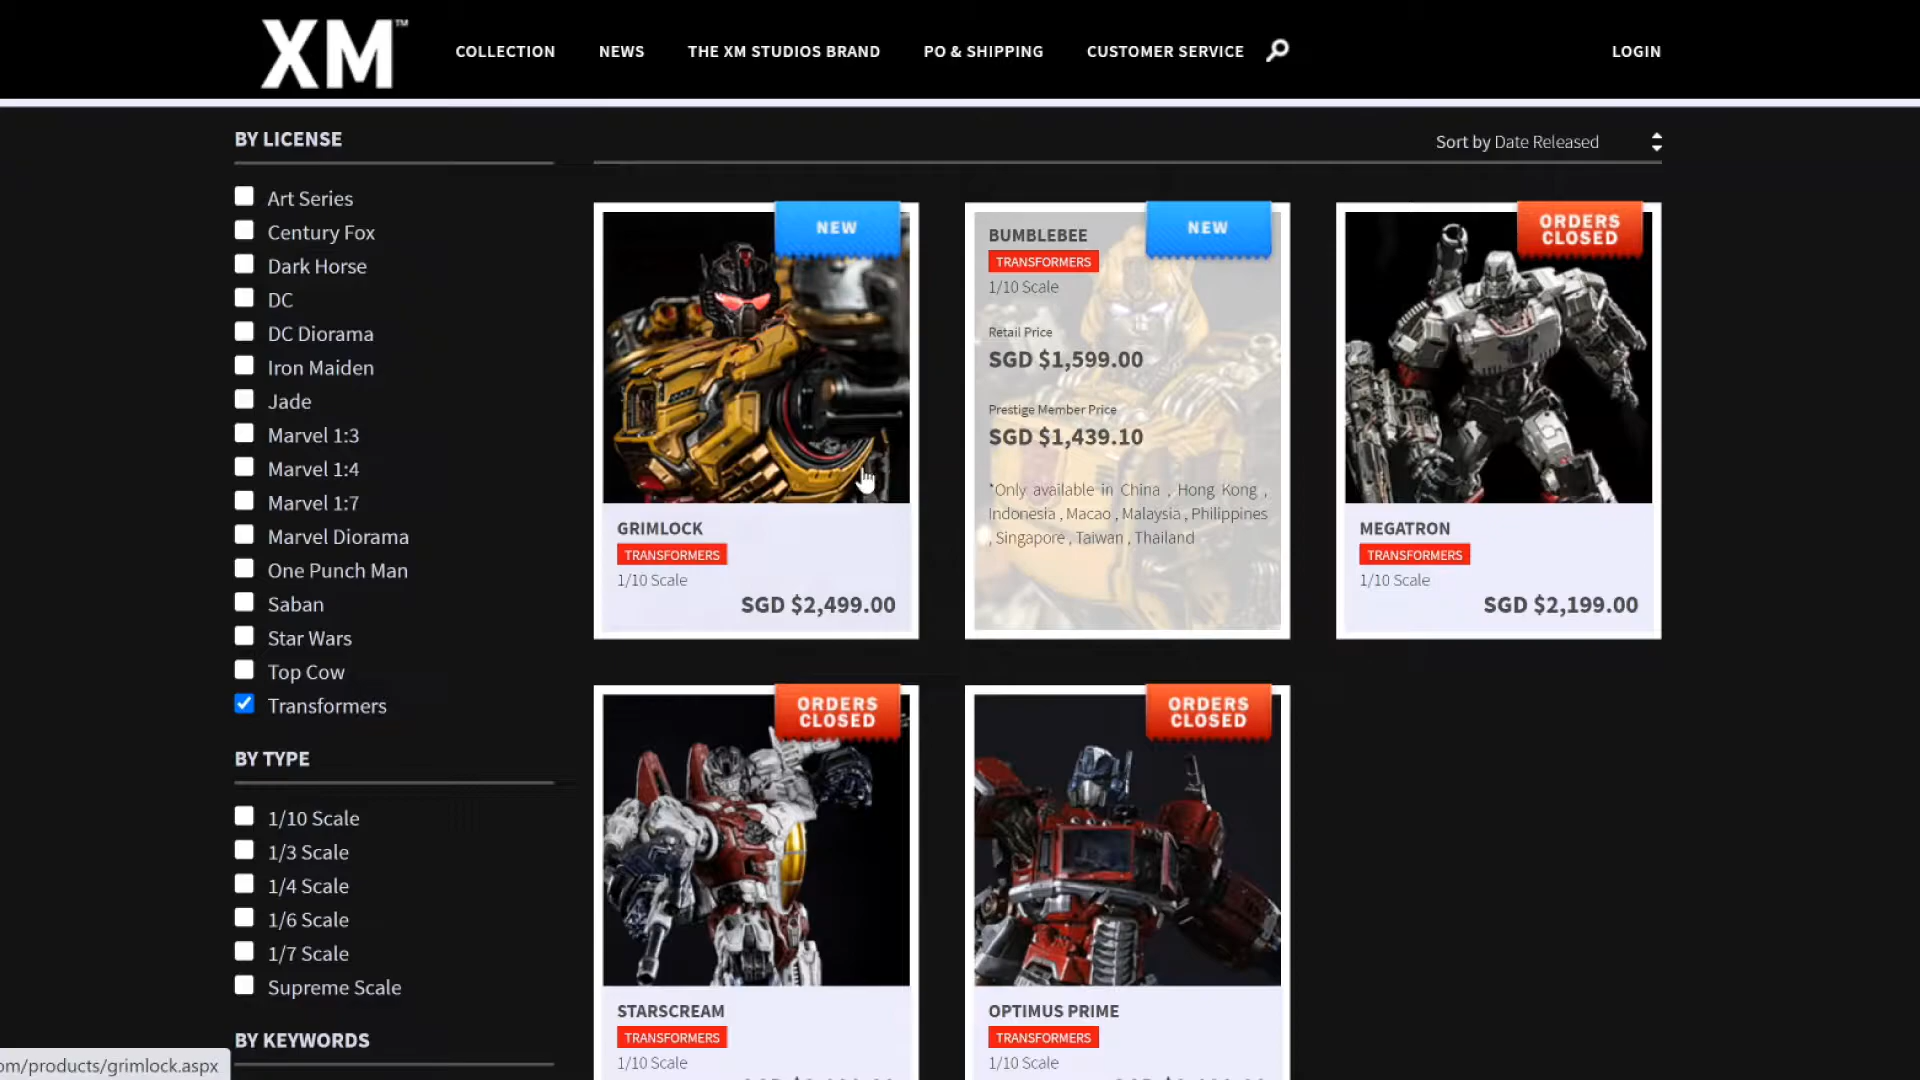 XM™
COLLECTION
NEWS
THE XM STUDIOS BRAND
PO & SHIPPING
CUSTOMER SERVICE
LOGIN
BY LICENSE
Art Series
Century Fox
Dark Horse
DC
DC Diorama
Iron Maiden
Jade
Marvel 1:3
Marvel 1:4
Marvel 1:7
Marvel Diorama
One Punch Man
Saban
Star Wars
Top Cow
Transformers
BY TYPE
1/10 Scale
1/3 Scale
1/4 Scale
1/6 Scale
1/7 Scale
Supreme Scale
BY KEYWORDS
Sort by Date Released
NEW
GRIMLOCK
TRANSFORMERS
1/10 Scale
SGD $2,499.00
NEW
BUMBLEBEE
TRANSFORMERS
1/10 Scale
Retail Price
SGD $1,599.00
Prestige Member Price
SGD $1,439.10
*Only available in China , Hong Kong ,
Indonesia , Macao , Malaysia , Philippines
, Singapore , Taiwan , Thailand
ORDERS
CLOSED
MEGATRON
TRANSFORMERS
1/10 Scale
SGD $2,199.00
ORDERS
CLOSED
STARSCREAM
TRANSFORMERS
1/10 Scale
ORDERS
CLOSED
OPTIMUS PRIME
TRANSFORMERS
1/10 Scale
om/products/grimlock.aspx